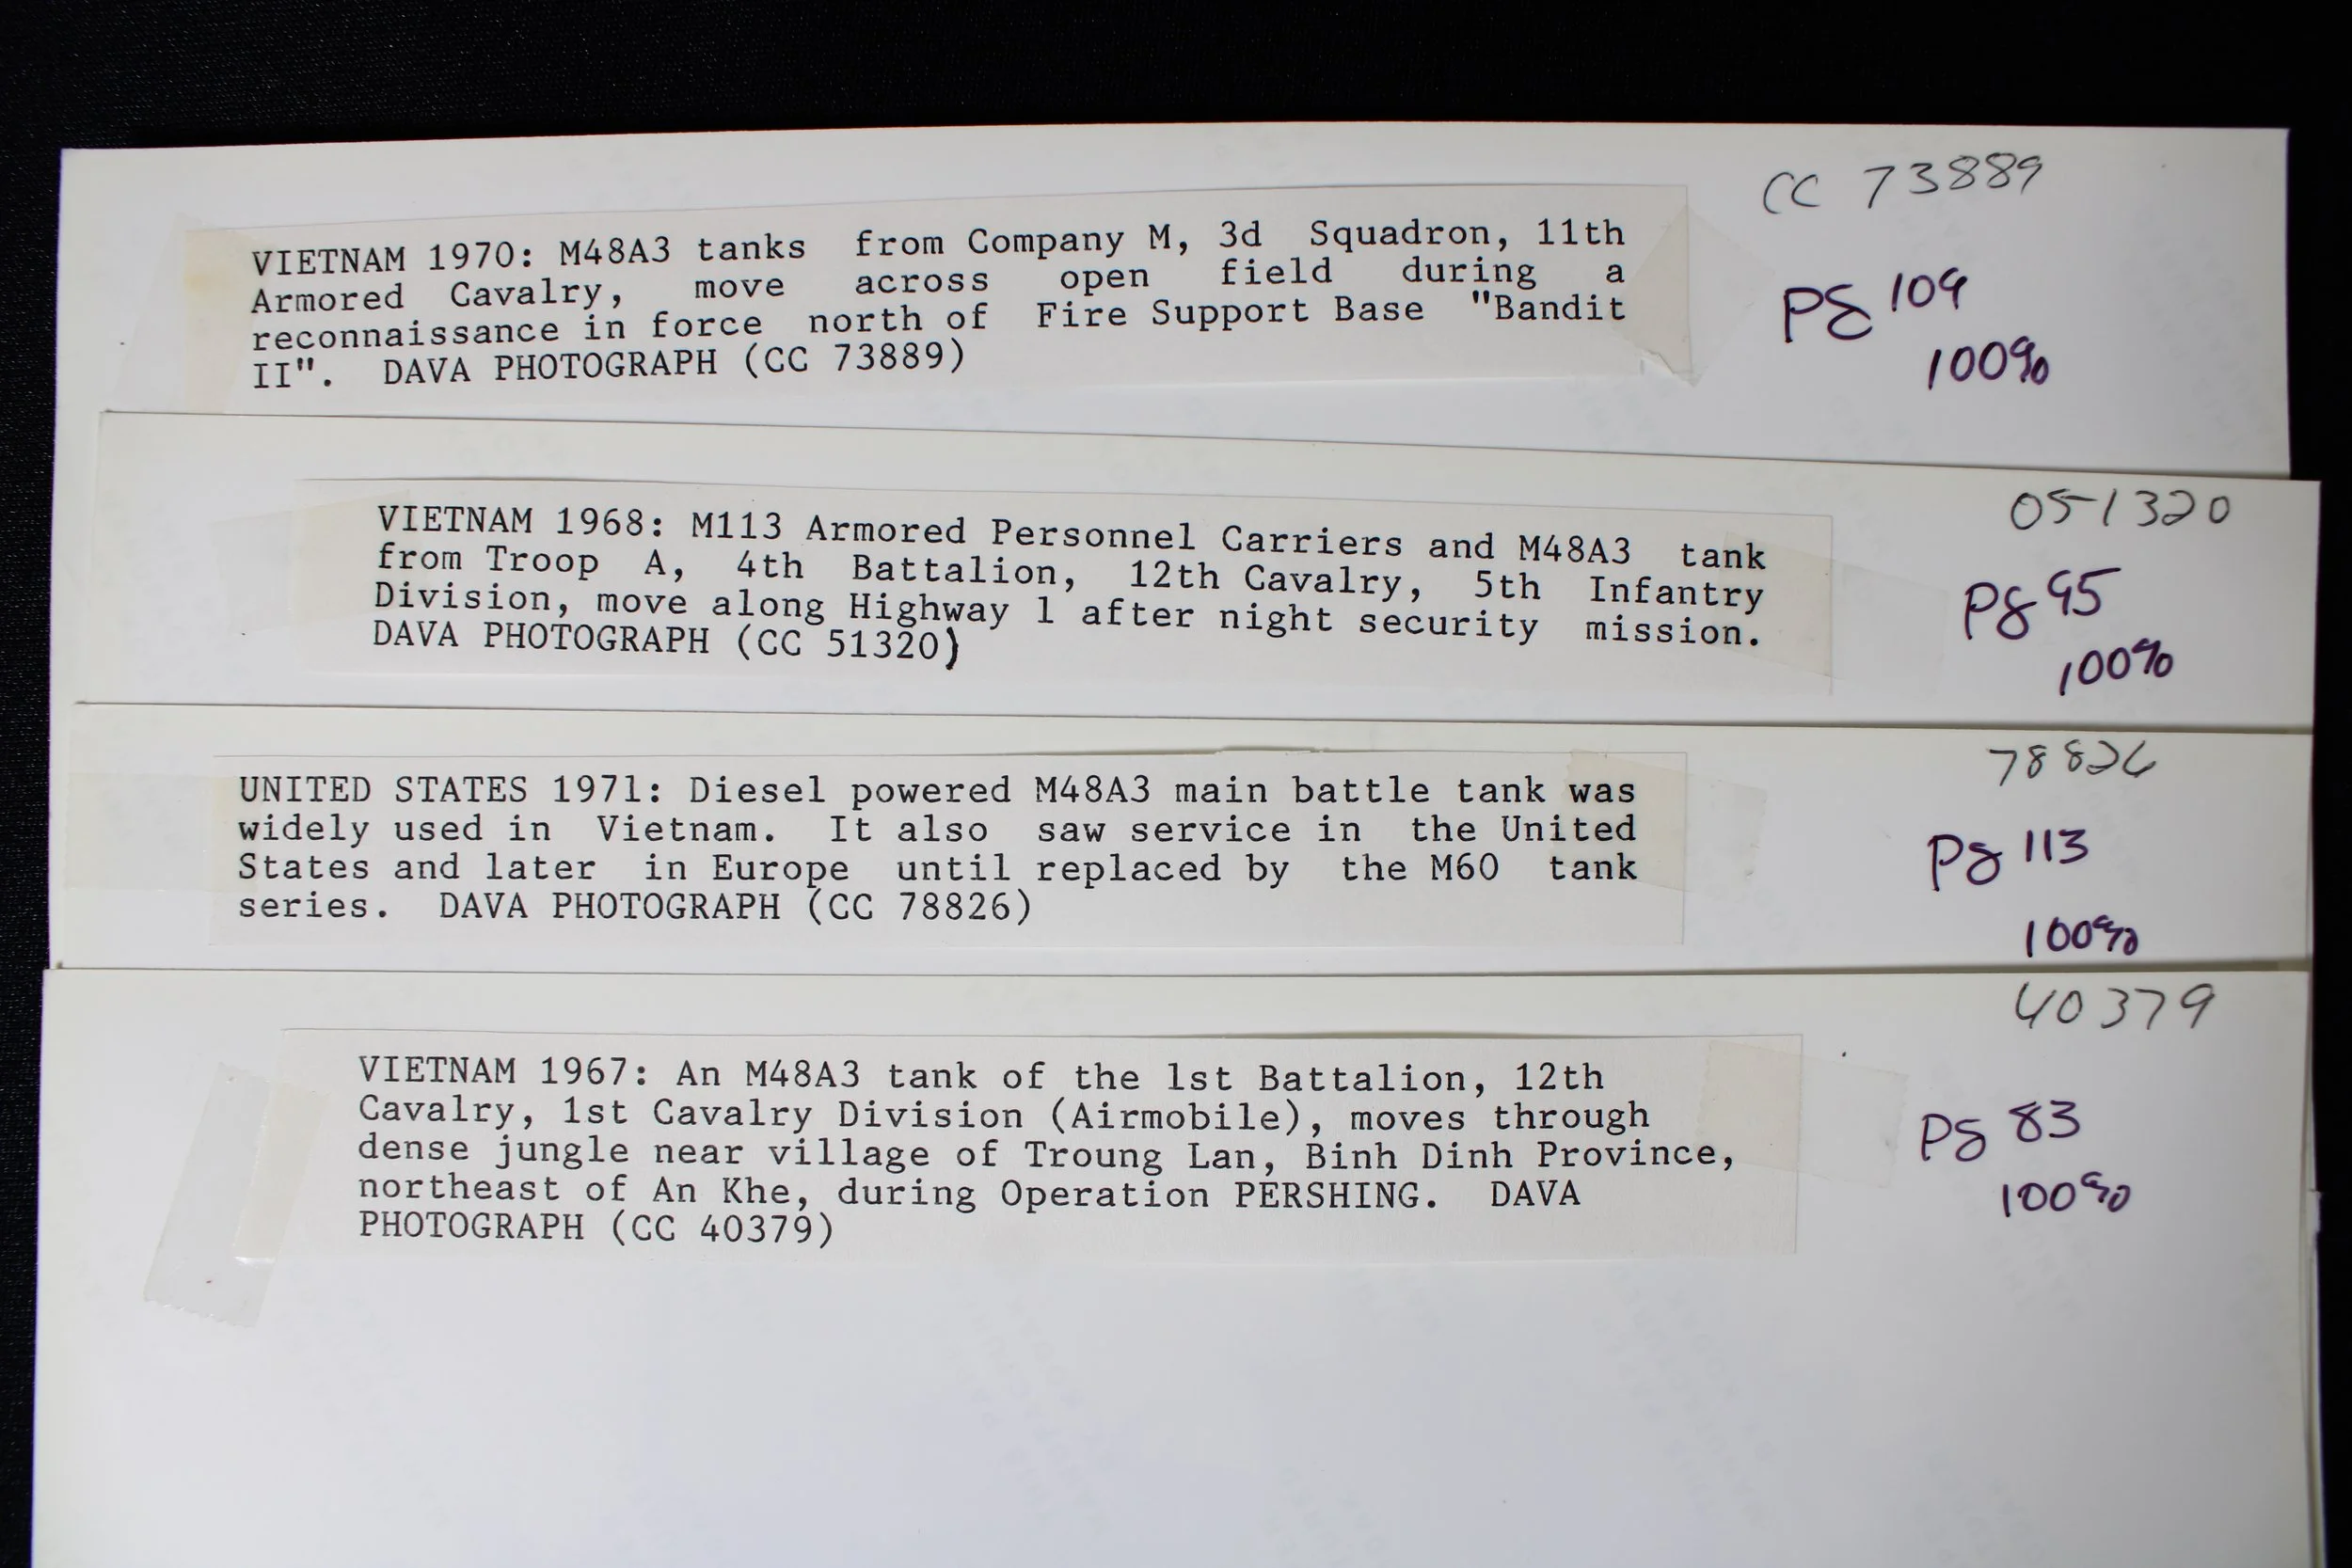 CC 73889
VIETNAM 1970: M48A3 tanks from Company M, 3d Squadron, 11th
Armored Cavalry, move across open field during a
reconnaissance in force north of Fire Support Base "Bandit
II". DAVA PHOTOGRAPH (CC 73889)
Pg 109
100%
051320
VIETNAM 1968: M113 Armored Personnel Carriers and M48A3 tank
from Troop A, 4th Battalion, 12th Cavalry, 5th Infantry
Division, move along Highway 1 after night security mission.
DAVA PHOTOGRAPH (CC 51320)
Pg 95
100%
78826
UNITED STATES 1971: Diesel powered M48A3 main battle tank was
widely used in Vietnam. It also saw service in the United
States and later in Europe until replaced by the M60 tank
series. DAVA PHOTOGRAPH (CC 78826)
Pg 113
100%
40379
VIETNAM 1967: An M48A3 tank of the 1st Battalion, 12th
Cavalry, 1st Cavalry Division (Airmobile), moves through
dense jungle near village of Troung Lan, Binh Dinh Province,
northeast of An Khe, during Operation PERSHING. DAVA
PHOTOGRAPH (CC 40379)
Pg 83
100%